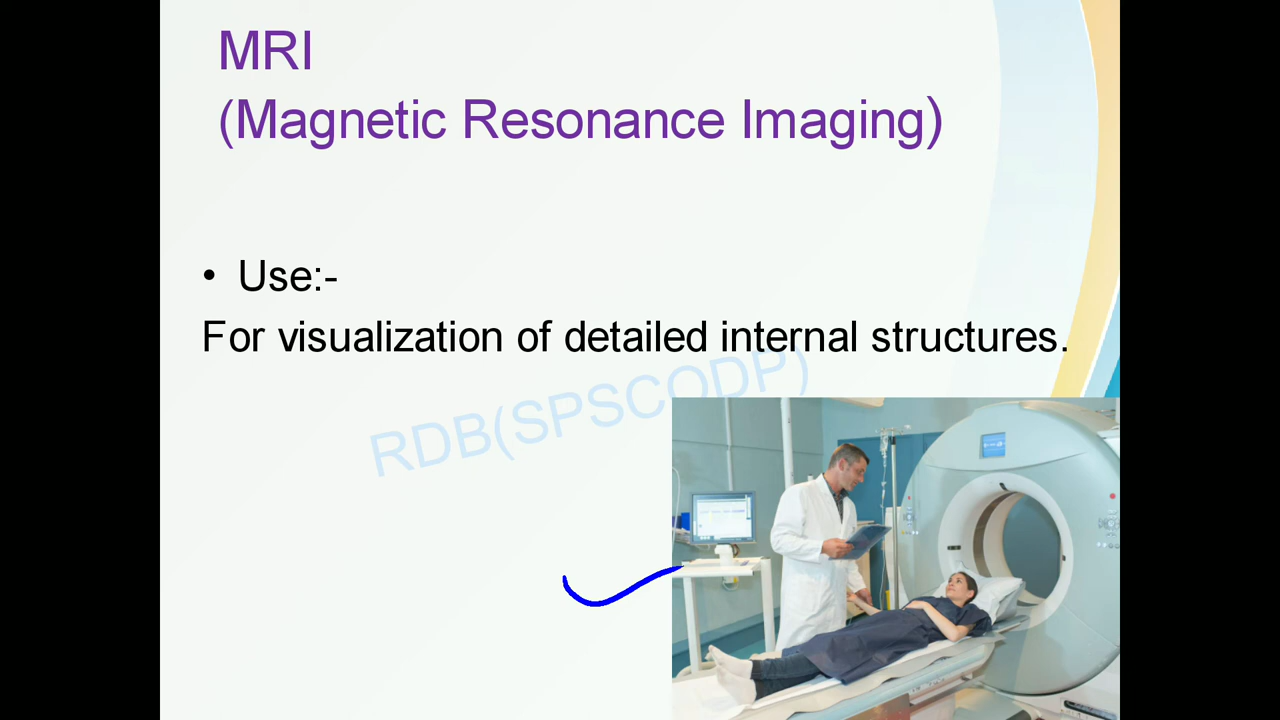 MRI
(Magnetic Resonance Imaging)
• Use:-
For visualization of detailed internal structures.
RDB(SPSCODP)